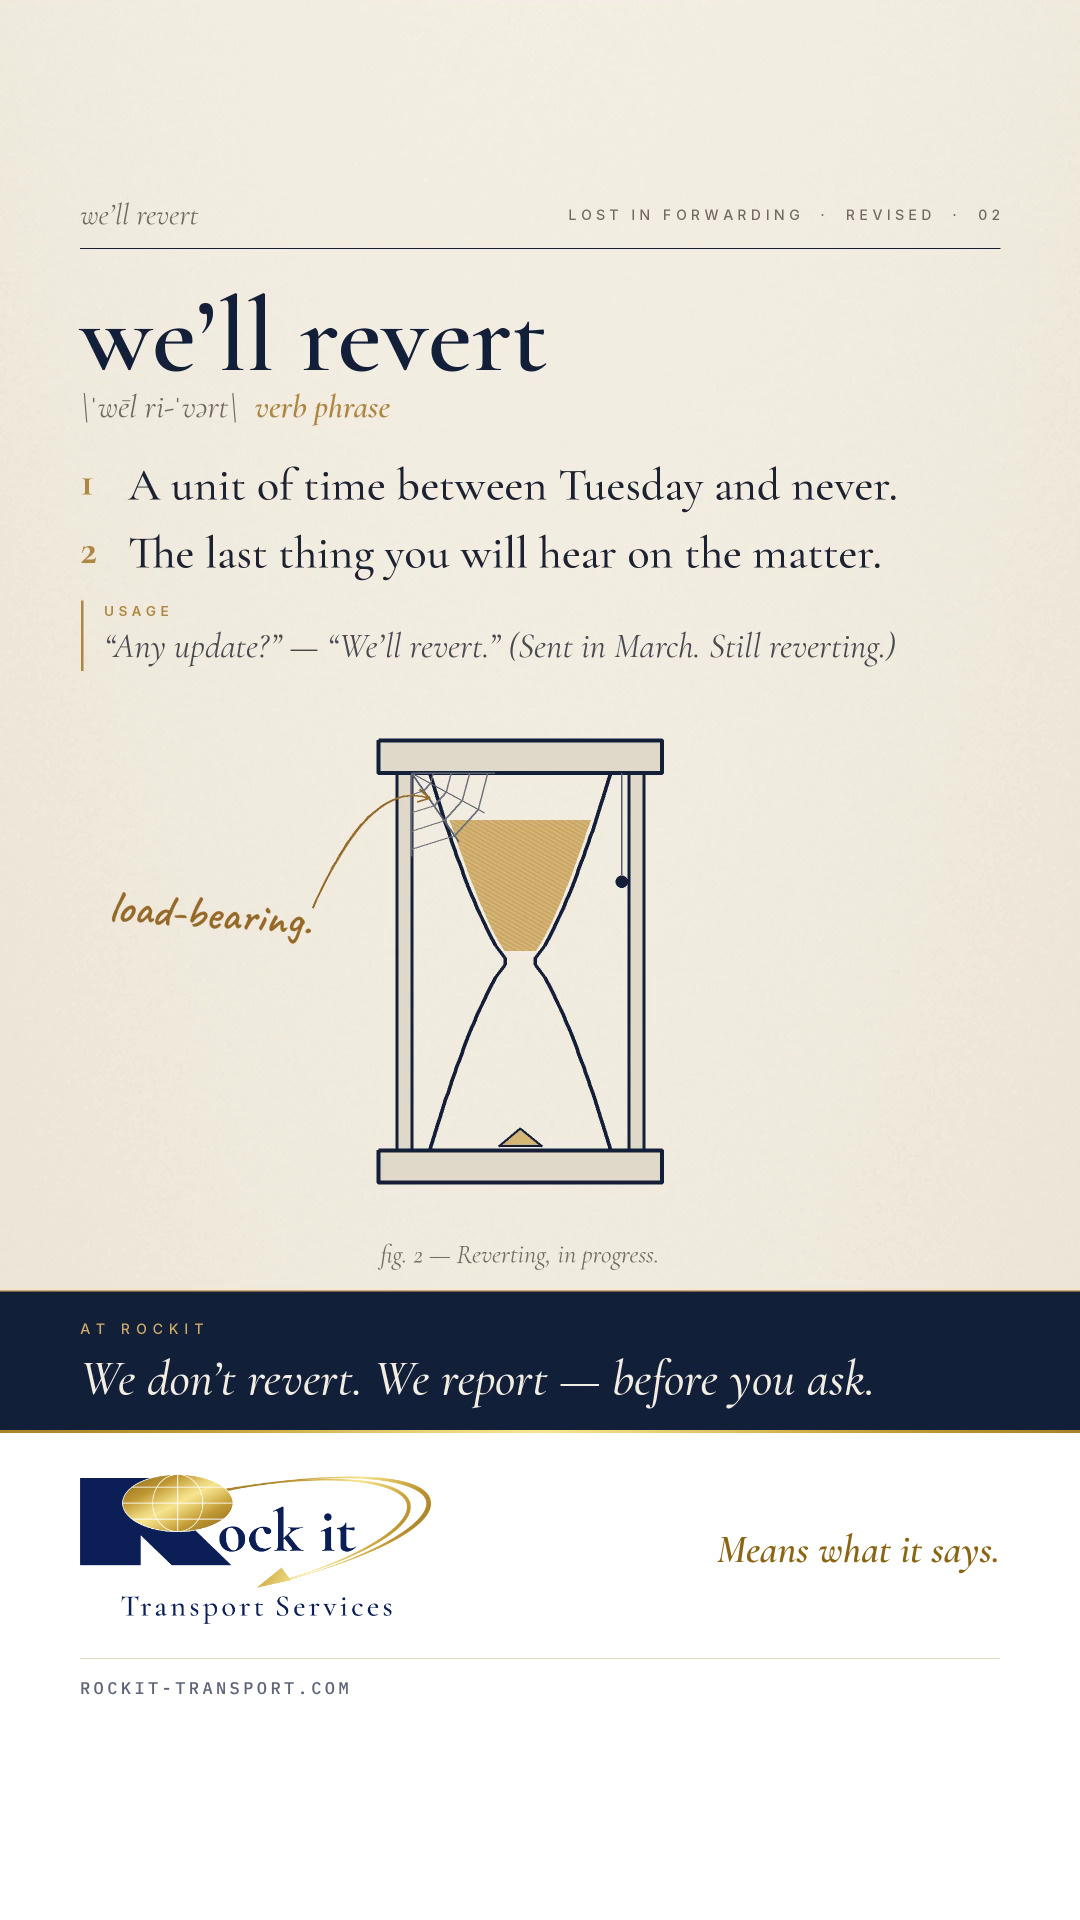 we’ll revert
LOST IN FORWARDING · REVISED · 02
we’ll revert
\ˈwēl ri-ˈvərt\ verb phrase
1 A unit of time between Tuesday and never.
2 The last thing you will hear on the matter.
USAGE
“Any update?” — “We’ll revert.” (Sent in March. Still reverting.)
load-bearing.
fig. 2 — Reverting, in progress.
AT ROCKIT
We don’t revert. We report — before you ask.
Rock it
Transport Services
Means what it says.
ROCKIT-TRANSPORT.COM